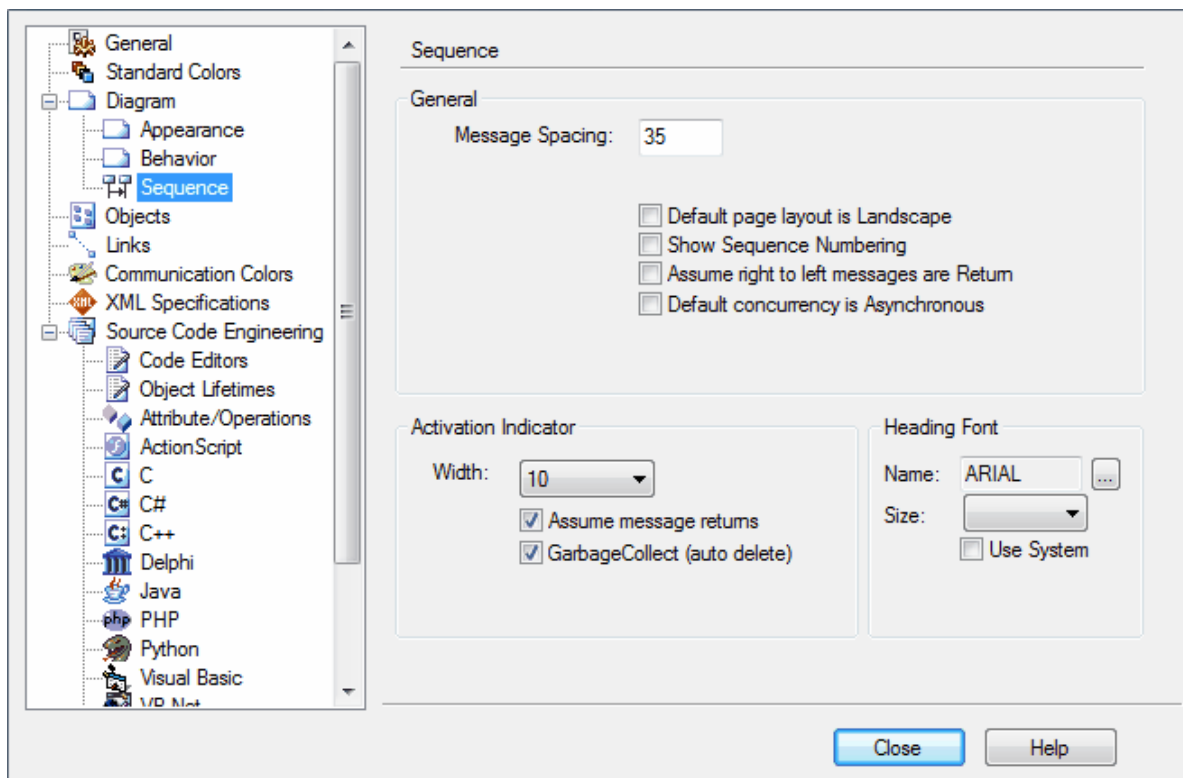 General
Standard Colors
Diagram
Appearance
Behavior
Sequence
Objects
Links
Communication Colors
XML Specifications
Source Code Engineering
Code Editors
Object Lifetimes
Attribute/Operations
ActionScript
C
C#
C++
Delphi
Java
php PHP
Python
Visual Basic
VB.Net
Sequence
General
Message Spacing: 35
Default page layout is Landscape
Show Sequence Numbering
Assume right to left messages are Return
Default concurrency is Asynchronous
Activation Indicator
Width: 10
Assume message returns
GarbageCollect (auto delete)
Heading Font
Name: ARIAL ...
Size:
Use System
Close Help